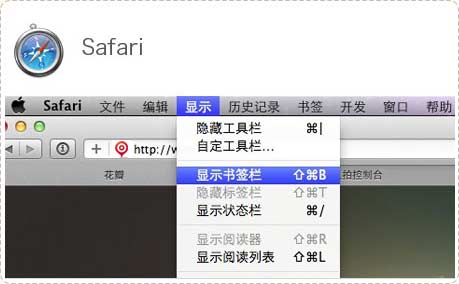 Safari
Safari 文件 编辑 显示 历史记录 书签 开发 窗口 帮助
隐藏工具栏 ⌘|
自定工具栏...
http://w
显示书签栏 ⇧⌘B
花瓣
拍控制台
隐藏标签栏 ⇧⌘T
显示状态栏 ⌘/
显示阅读器 ⇧⌘R
显示阅读列表 ⇧⌘L